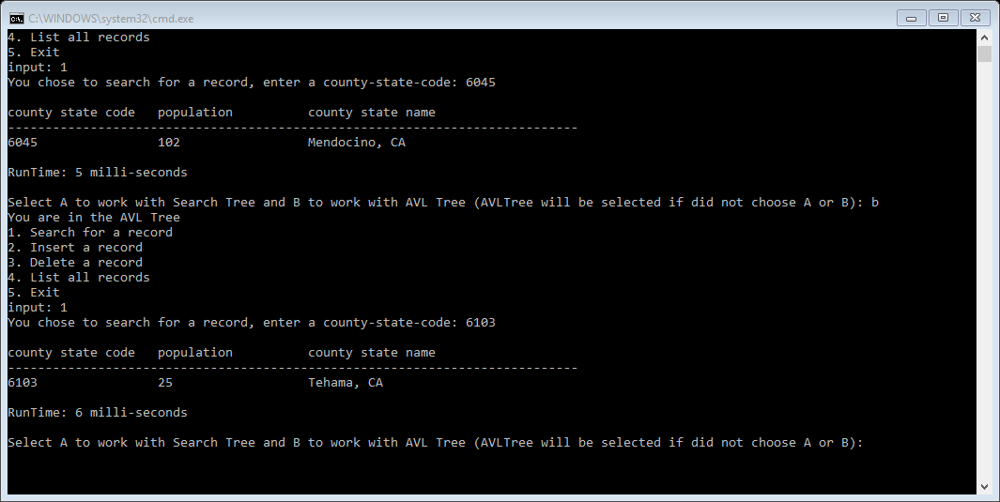 C:\WINDOWS\system32\cmd.exe
4. List all records
5. Exit
input: 1
You chose to search for a record, enter a county-state-code: 6045
county state code   population          county state name
----------------------------------------------------------------------------
6045                102                 Mendocino, CA
RunTime: 5 milli-seconds
Select A to work with Search Tree and B to work with AVL Tree (AVLTree will be selected if did not choose A or B): b
You are in the AVL Tree
1. Search for a record
2. Insert a record
3. Delete a record
4. List all records
5. Exit
input: 1
You chose to search for a record, enter a county-state-code: 6103
county state code   population          county state name
----------------------------------------------------------------------------
6103                25                  Tehama, CA
RunTime: 6 milli-seconds
Select A to work with Search Tree and B to work with AVL Tree (AVLTree will be selected if did not choose A or B):